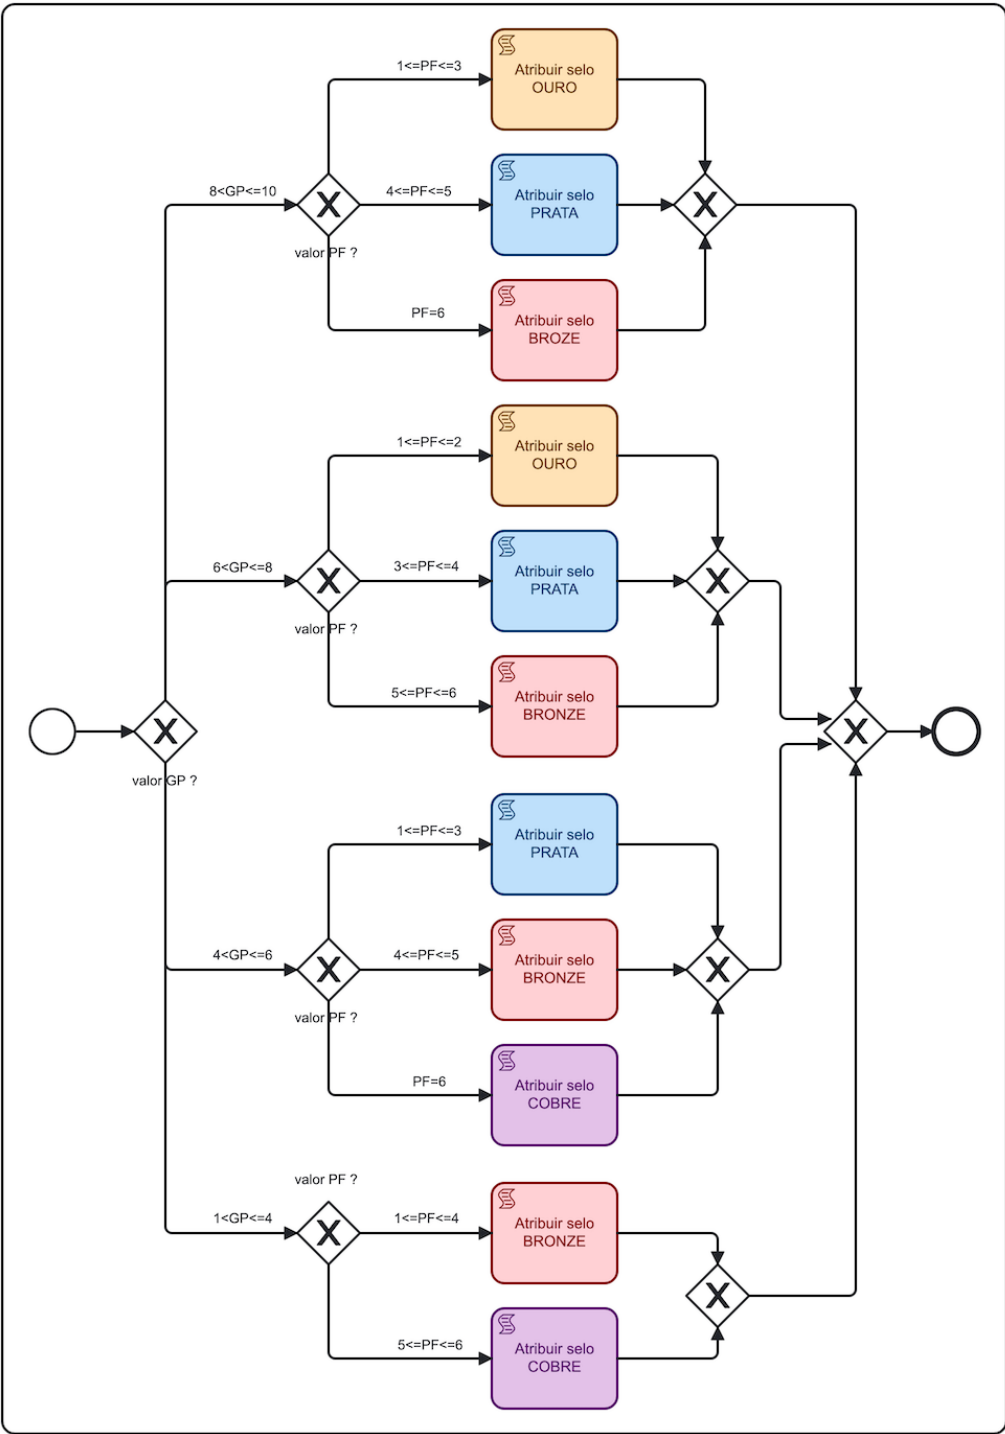 1<=PF<=3
Atribuir selo
OURO
8<GP<=10
4<=PF<=5
Atribuir selo
PRATA
valor PF ?
PF=6
Atribuir selo
BROZE
1<=PF<=2
Atribuir selo
OURO
6<GP<=8
3<=PF<=4
Atribuir selo
PRATA
valor PF ?
5<=PF<=6
Atribuir selo
BRONZE
valor GP ?
1<=PF<=3
Atribuir selo
PRATA
4<GP<=6
4<=PF<=5
Atribuir selo
BRONZE
valor PF ?
PF=6
Atribuir selo
COBRE
valor PF ?
1<GP<=4
1<=PF<=4
Atribuir selo
BRONZE
5<=PF<=6
Atribuir selo
COBRE